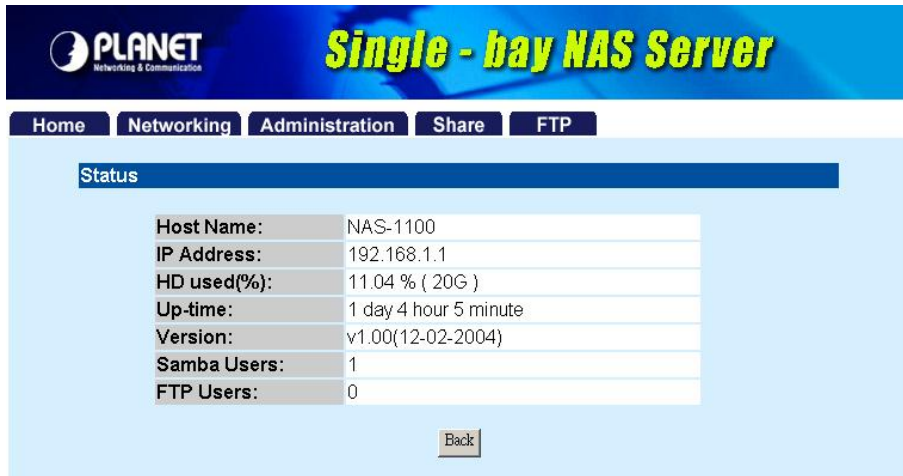 PLANET
Networking & Communication
Single - bay NAS Server
Home Networking Administration Share FTP
Status
Host Name: NAS-1100
IP Address: 192.168.1.1
HD used(%): 11.04 % ( 20G )
Up-time: 1 day 4 hour 5 minute
Version: v1.00(12-02-2004)
Samba Users: 1
FTP Users: 0
Back